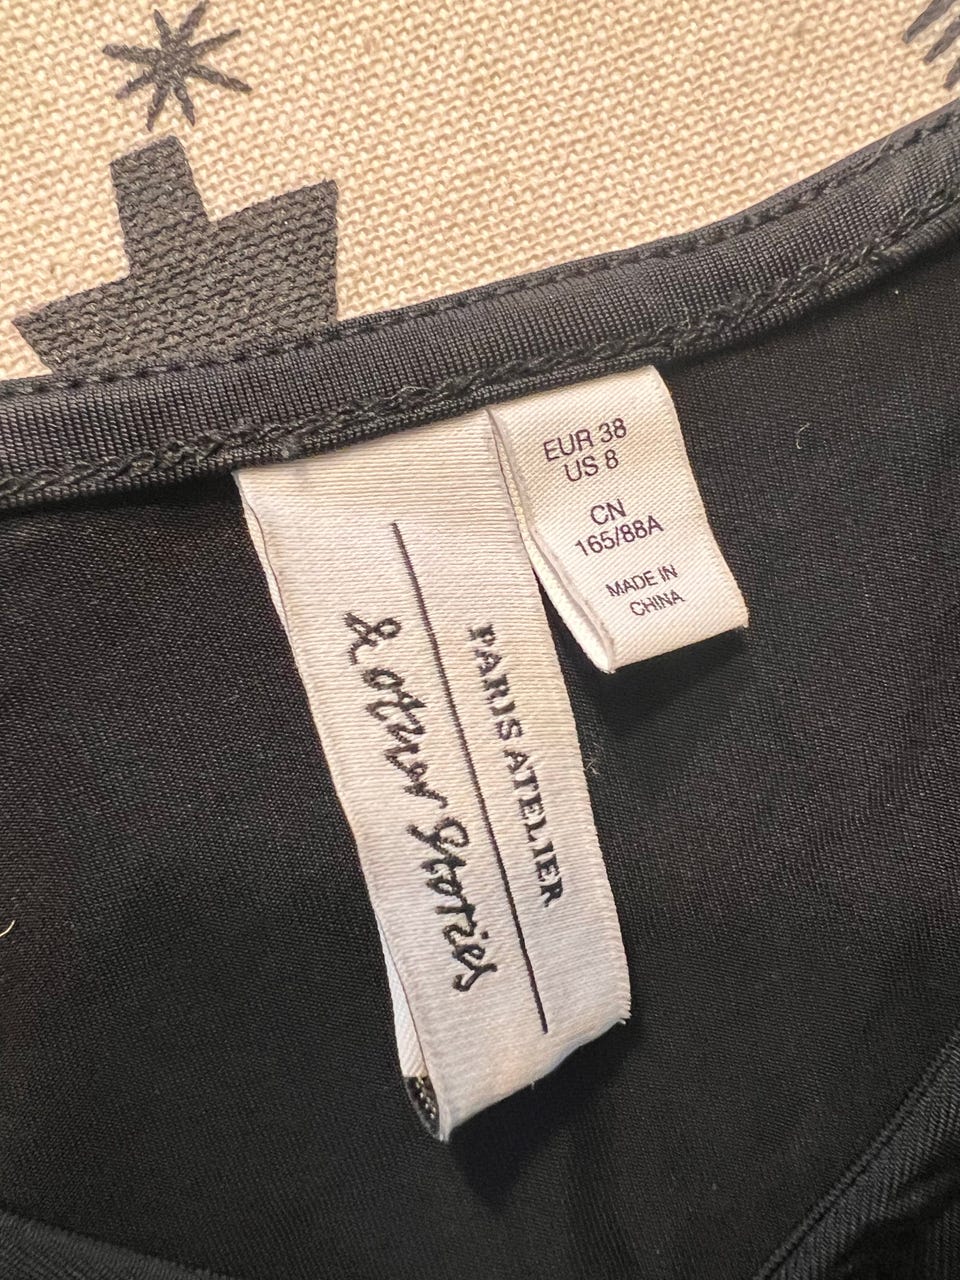 EUR 38
US 8
CN
165/88A
MADE IN
CHINA
PARIS ATELIER
& other Stories